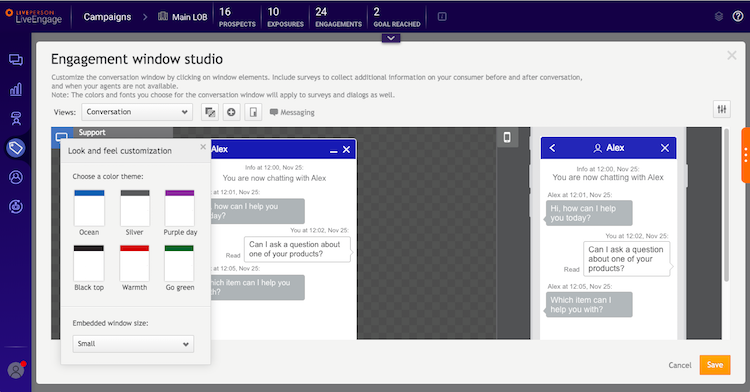 LIVEPERSON
LiveEngage
Campaigns
Main LOB
16
PROSPECTS
10
EXPOSURES
24
ENGAGEMENTS
2
GOAL REACHED
Engagement window studio
Customize the conversation window by clicking on window elements. Include surveys to collect additional information on your consumer before and after conversation,
and when your agents are not available.
Note: The colors and fonts you choose for the conversation window will apply to surveys and dialogs as well.
Views:
Conversation
Messaging
Support
Look and feel customization
Choose a color theme:
Ocean
Silver
Purple day
Black top
Warmth
Go green
Embedded window size:
Small
Alex
Info at 12:00, Nov 25:
You are now chatting with Alex
at 12:01, Nov 25:
how can I help you
You at 12:02, Nov 25:
Can I ask a question about
one of your products?
Read
at 12:05, Nov 25:
item can I help you
with?
Alex
Info at 12:00, Nov 25:
You are now chatting with Alex
Alex at 12:01, Nov 25:
Hi, how can I help
you today?
You at 12:02, Nov 25:
Can I ask a question
about one of your
products?
Read
Alex at 12:05, Nov 25:
Which item can I
help you with?
Cancel
Save